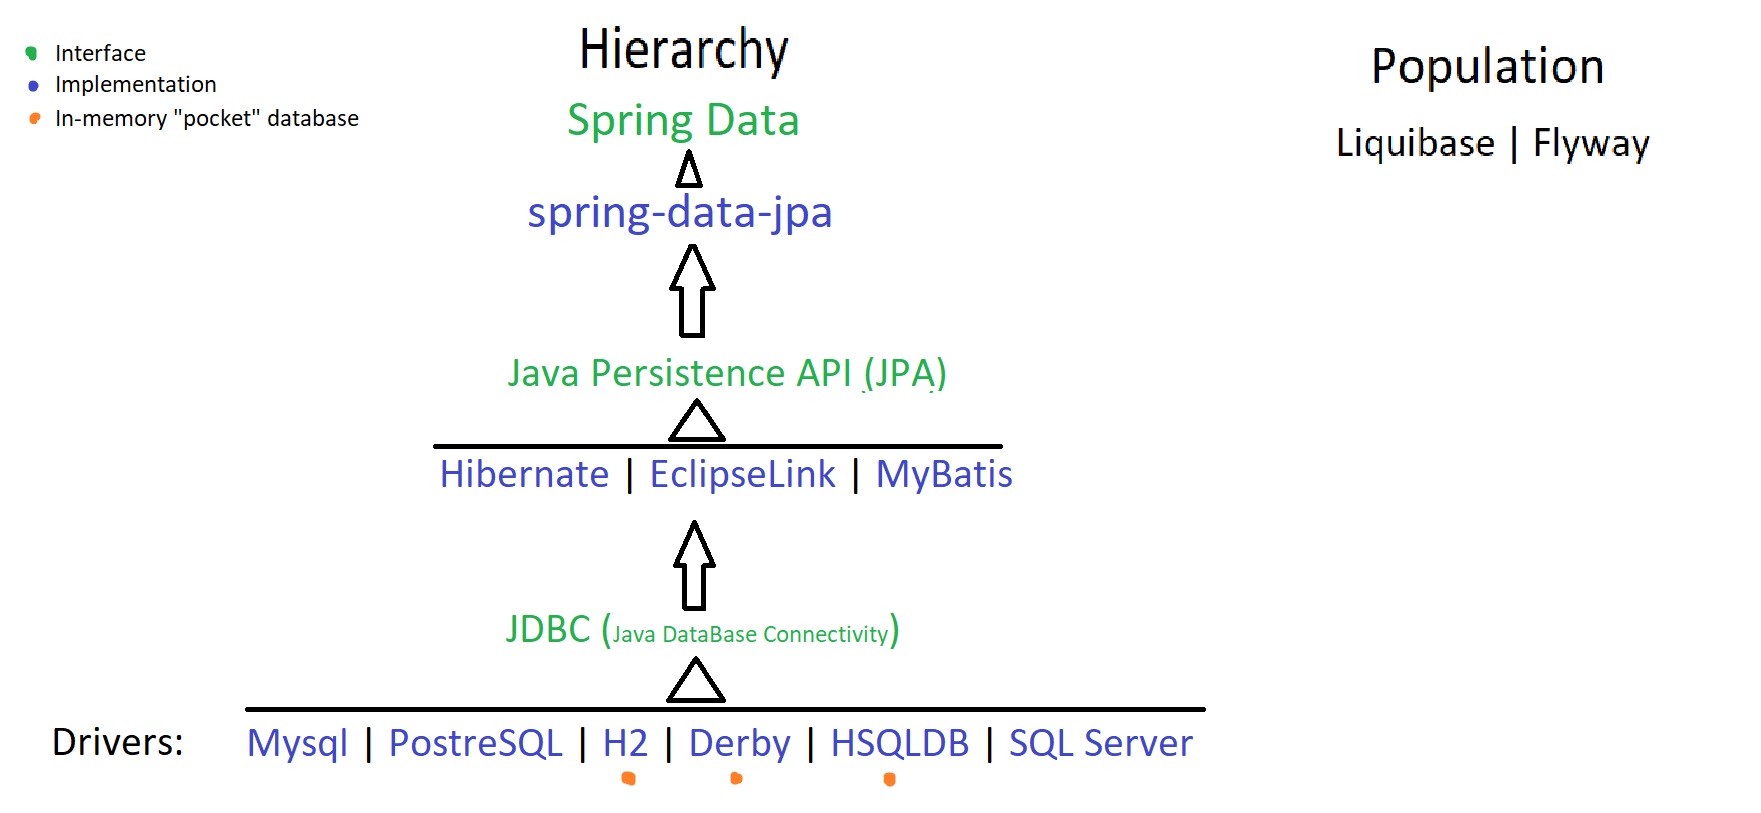 Interface
Implementation
In-memory "pocket" database
Hierarchy
Spring Data
spring-data-jpa
Java Persistence API (JPA)
Hibernate | EclipseLink | MyBatis
JDBC (Java DataBase Connectivity)
Drivers: Mysql | PostreSQL | H2 | Derby | HSQLDB | SQL Server
Population
Liquibase | Flyway